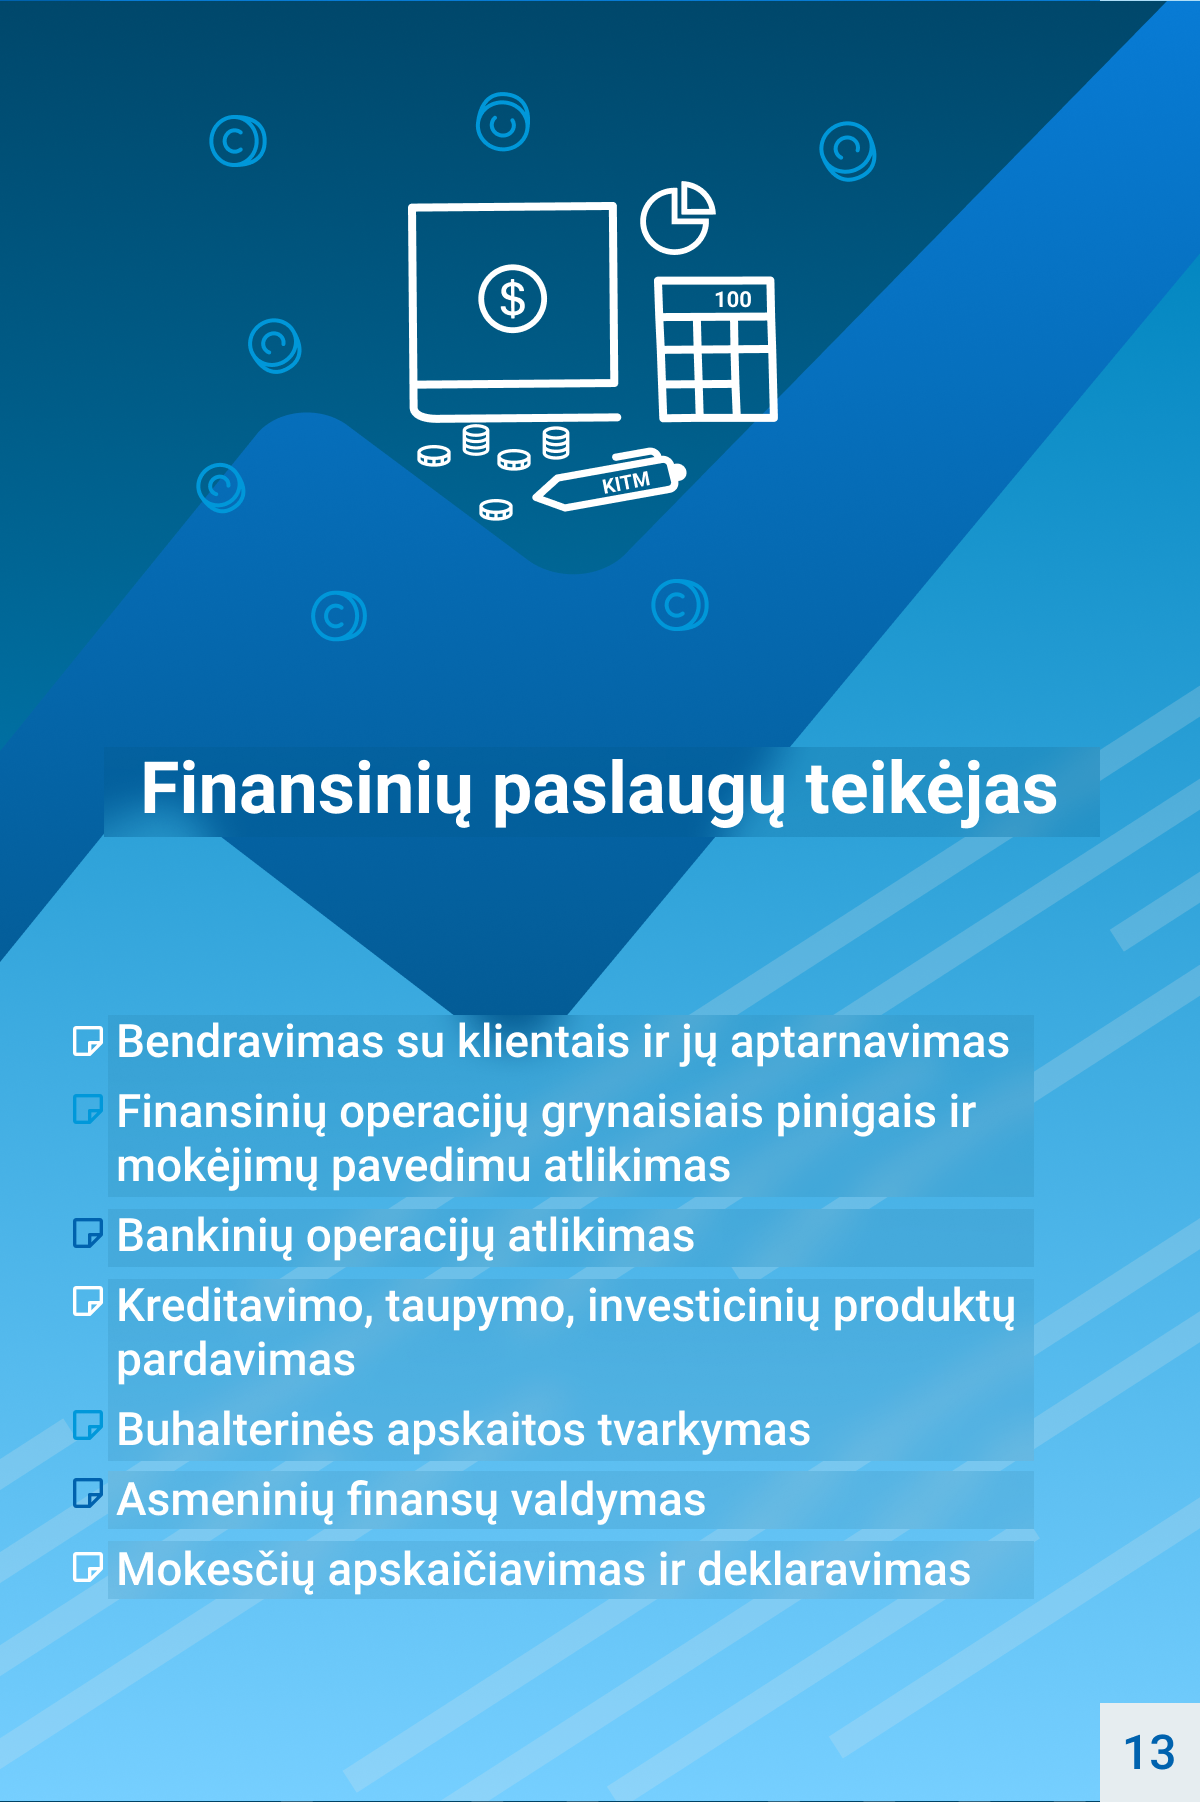 $
100
KITM
Finansinių paslaugų teikėjas
Bendravimas su klientais ir jų aptarnavimas
Finansinių operacijų grynaisiais pinigais ir
mokėjimų pavedimu atlikimas
Bankinių operacijų atlikimas
Kreditavimo, taupymo, investicinių produktų
pardavimas
Buhalterinės apskaitos tvarkymas
Asmeninių finansų valdymas
Mokesčių apskaičiavimas ir deklaravimas
13